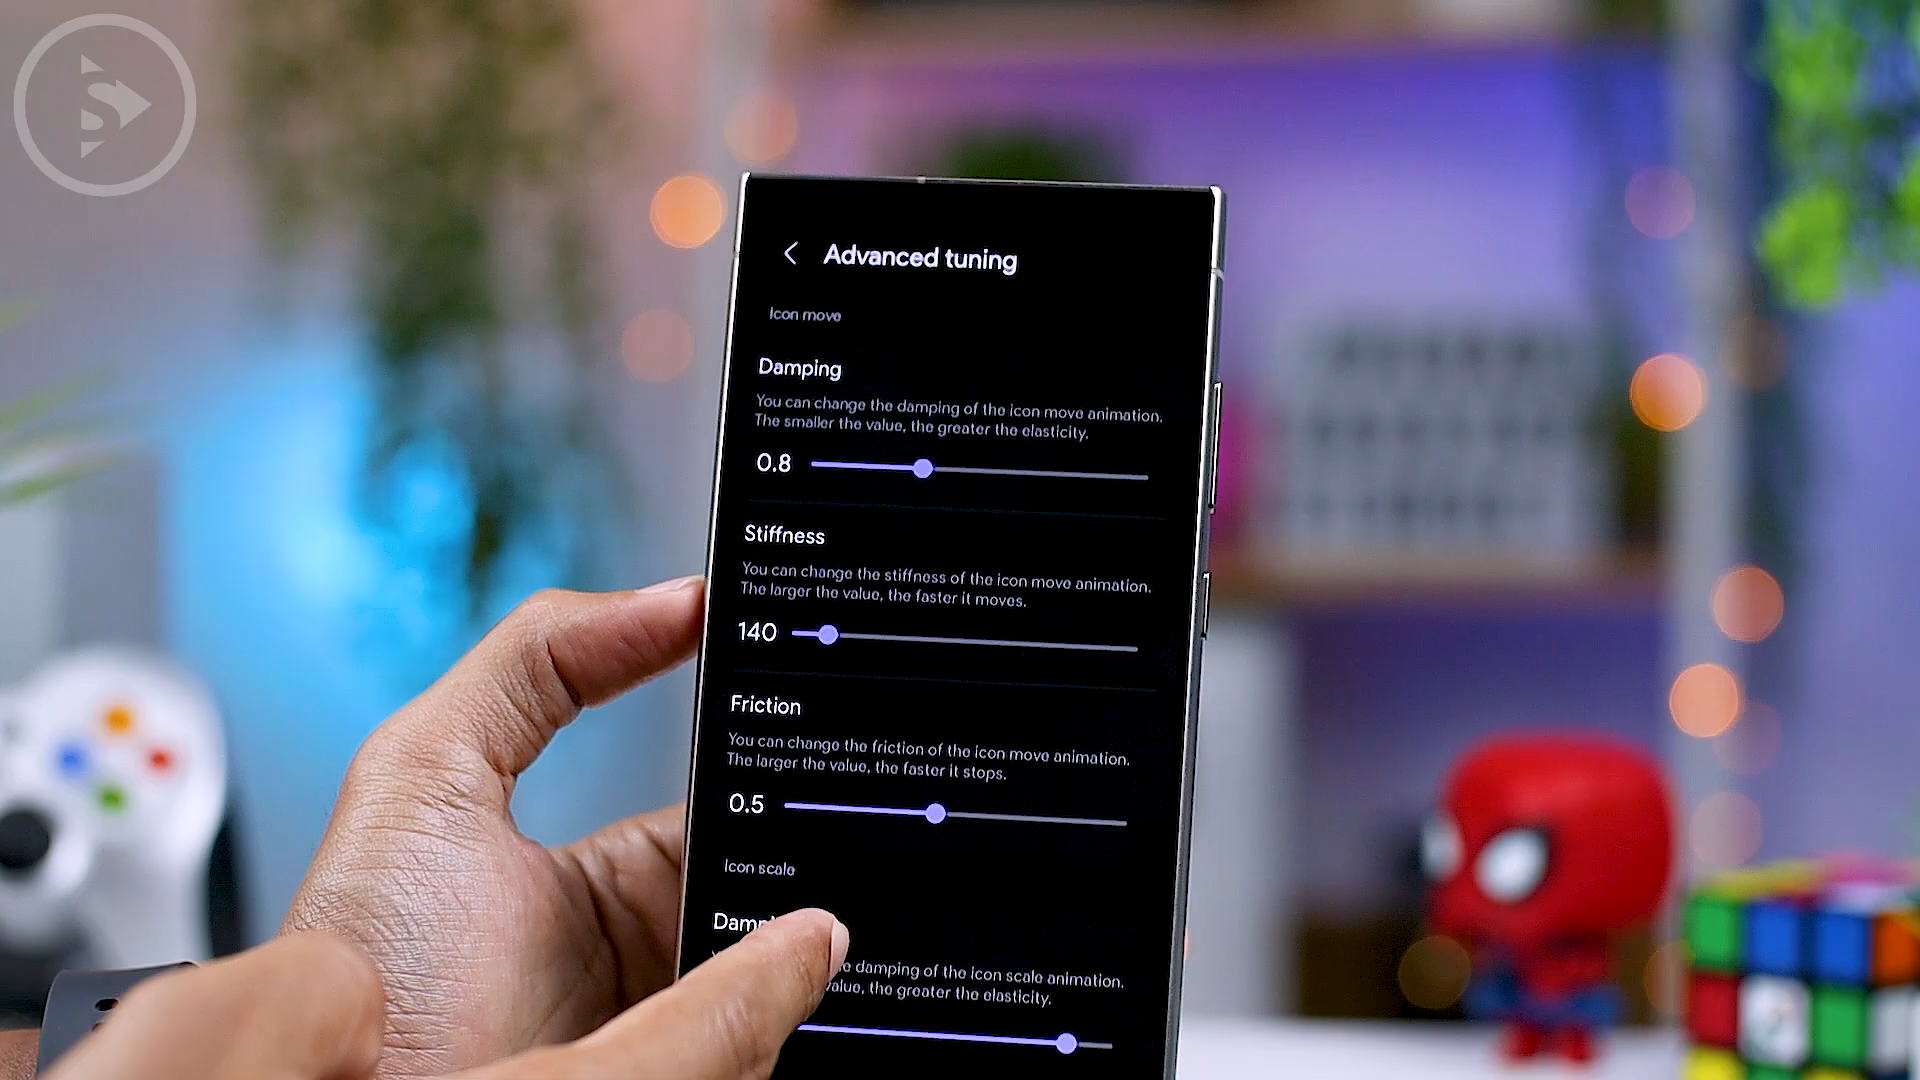 S
Advanced tuning
Icon move
Damping
You can change the damping of the icon move animation.
The smaller the value, the greater the elasticity.
0.8
Stiffness
You can change the stiffness of the icon move animation.
The larger the value, the faster it moves.
140
Friction
You can change the friction of the icon move animation.
The larger the value, the faster it stops.
0.5
Icon scale
damping of the icon scale animation.
the greater the elasticity.